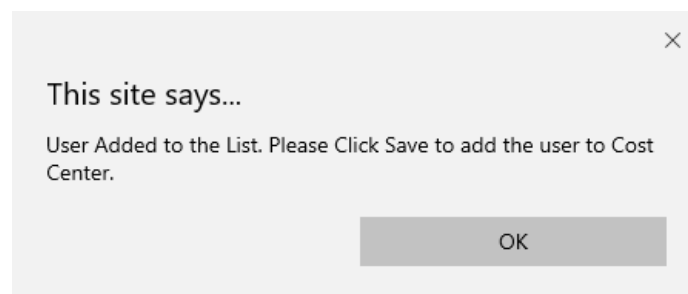 This site says...
User Added to the List. Please Click Save to add the user to Cost
Center.
OK